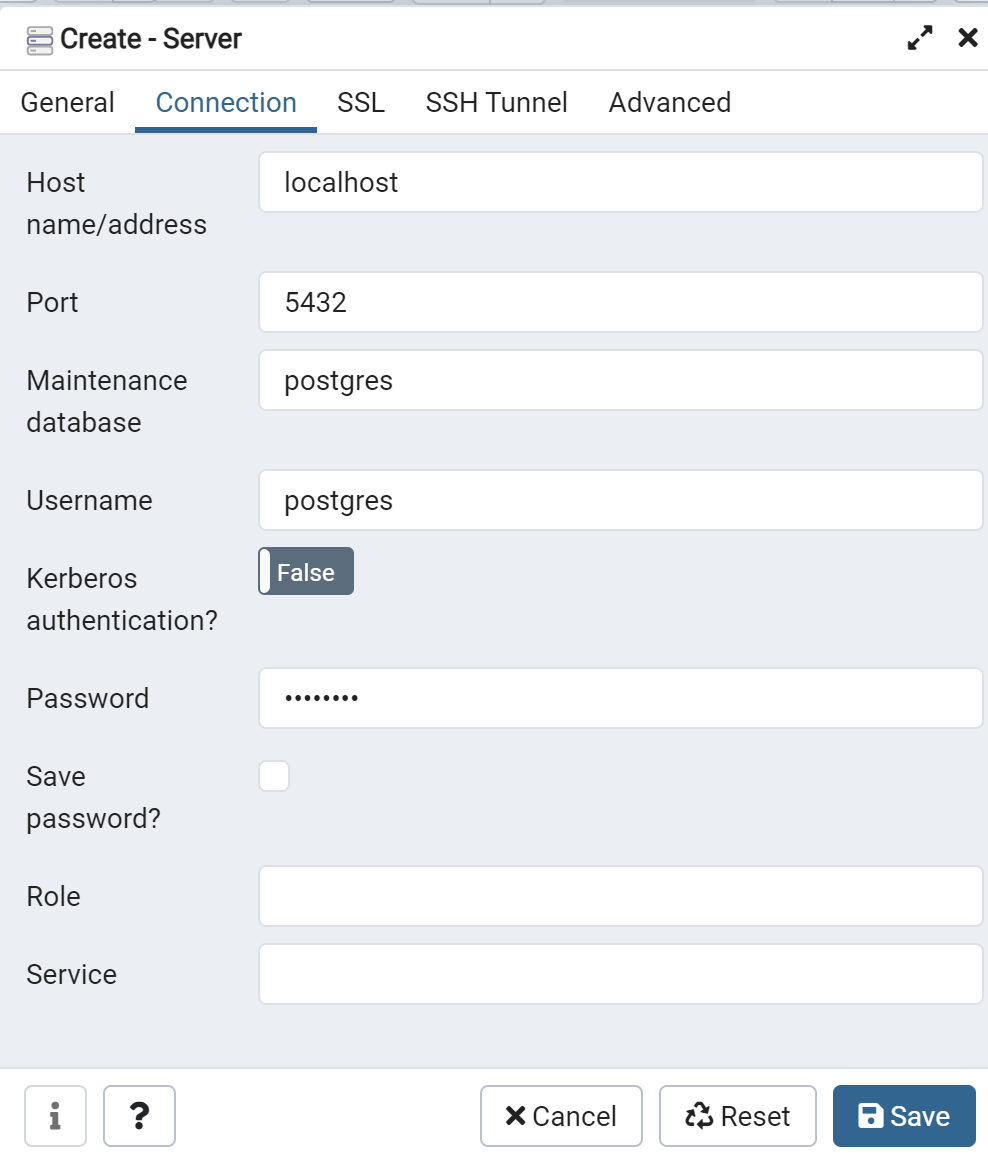 Create - Server
General Connection SSL SSH Tunnel Advanced
Host
name/address
localhost
Port
5432
Maintenance
database
postgres
Username
postgres
Kerberos
authentication?
False
Password
••••••••
Save
password?
Role
Service
i ? Cancel Reset Save